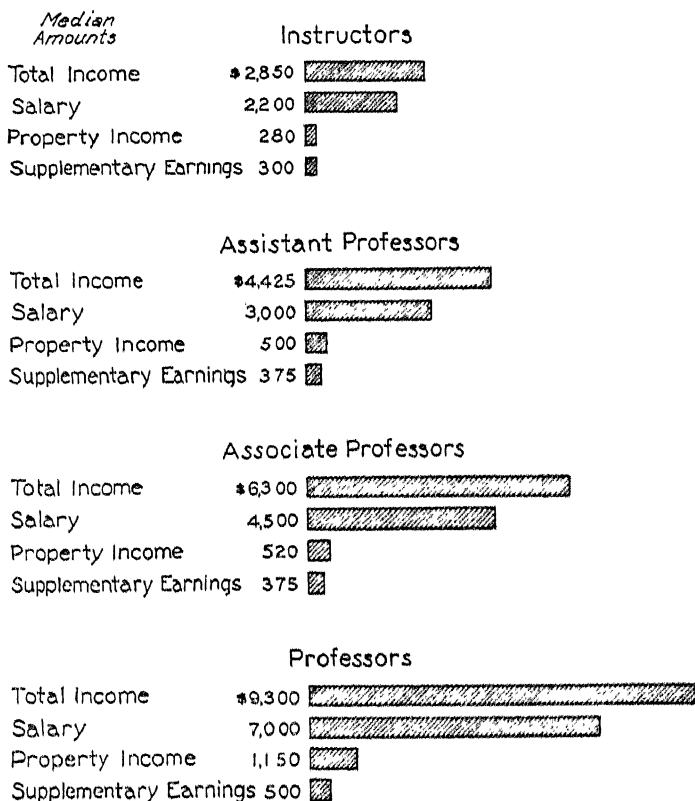 Median
Amounts
Instructors
Total Income $2,850
Salary 2,200
Property Income 280
Supplementary Earnings 300
Assistant Professors
Total Income $4,425
Salary 3,000
Property Income 500
Supplementary Earnings 375
Associate Professors
Total Income $6,300
Salary 4,500
Property Income 520
Supplementary Earnings 375
Professors
Total Income $9,300
Salary 7,000
Property Income 1,150
Supplementary Earnings 500